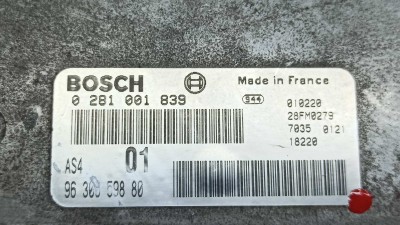 BOSCH Made in France
0 281 001 839 S44 010220
28FM0279
7035 0121
18220
AS4 01
96 303 598 80